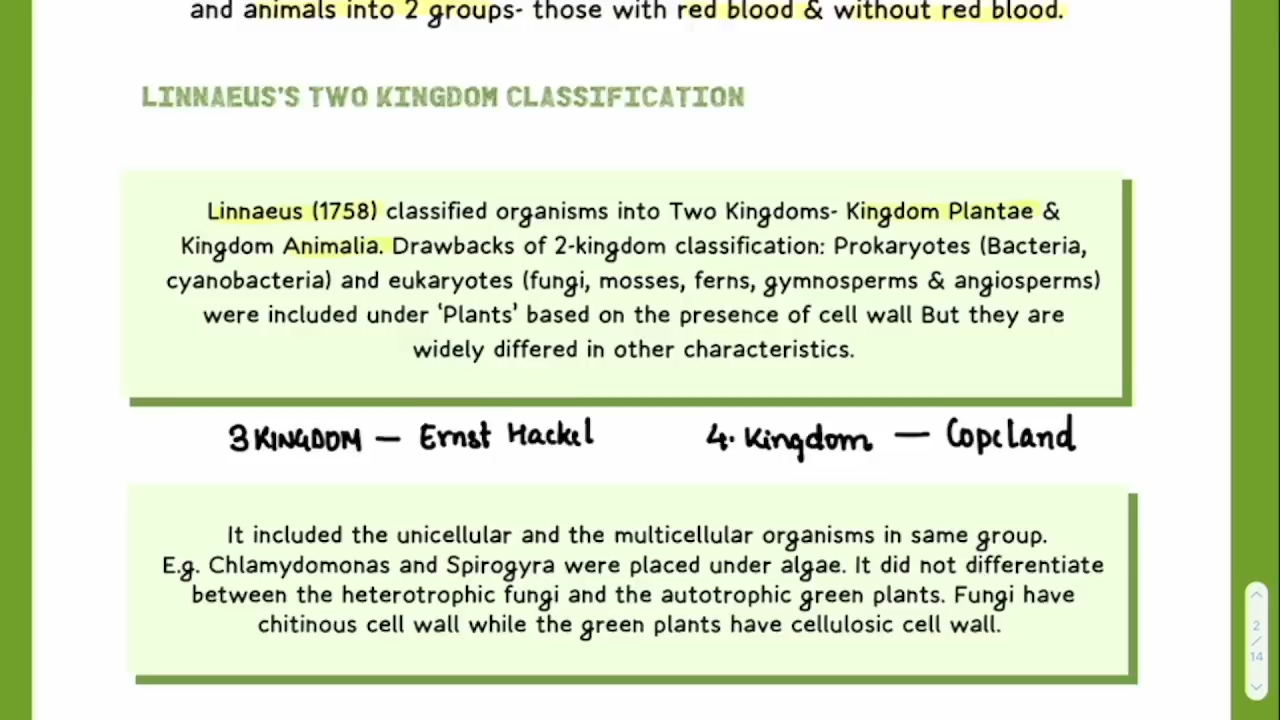 and animals into 2 groups- those with red blood & without red blood.
LINNAEUS'S TWO KINGDOM CLASSIFICATION
Linnaeus (1758) classified organisms into Two Kingdoms- Kingdom Plantae &
Kingdom Animalia. Drawbacks of 2-kingdom classification: Prokaryotes (Bacteria,
cyanobacteria) and eukaryotes (fungi, mosses, ferns, gymnosperms & angiosperms)
were included under 'Plants' based on the presence of cell wall But they are
widely differed in other characteristics.
3 KINGDOM — Ernst Hackel 4. Kingdom — Copeland
It included the unicellular and the multicellular organisms in same group.
E.g. Chlamydomonas and Spirogyra were placed under algae. It did not differentiate
between the heterotrophic fungi and the autotrophic green plants. Fungi have
chitinous cell wall while the green plants have cellulosic cell wall.
2
/
14